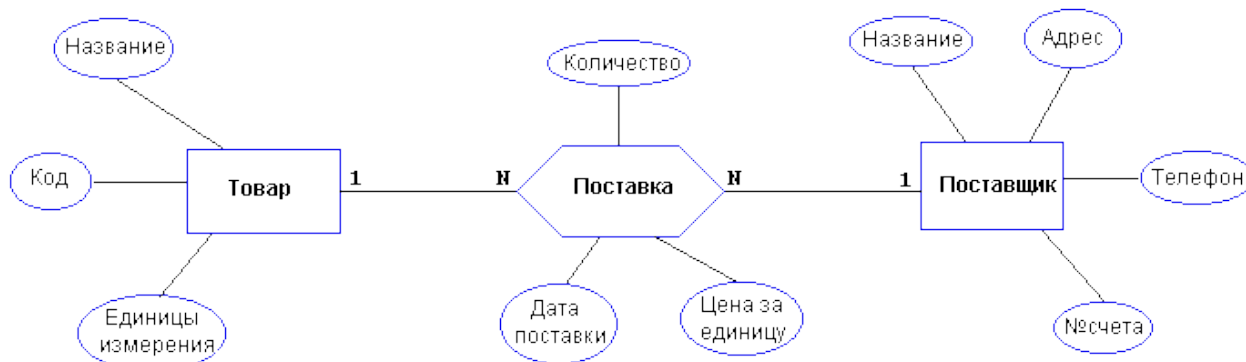 Название
Количество
Название
Адрес
Код
Товар
1
N
Поставка
N
1
Поставщик
Телефон
Единицы
измерения
Дата
поставки
Цена за
единицу
№счета